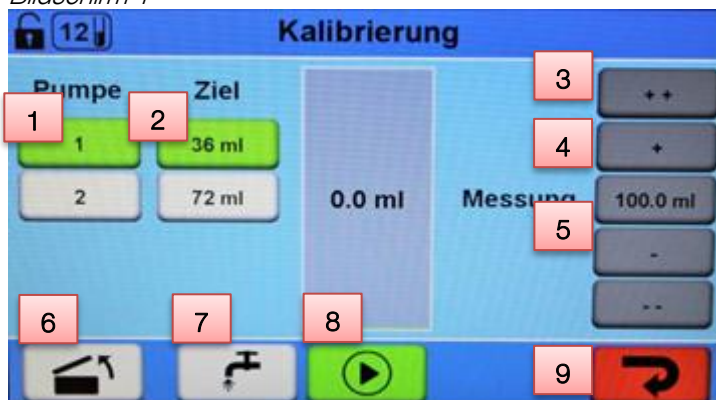 Bildschirm 1
12
Kalibrierung
Pumpe
Ziel
1
2
3
4
5
6
7
8
9
1
36 ml
2
72 ml
0.0 ml
Messung
100.0 ml
++
+
-
--